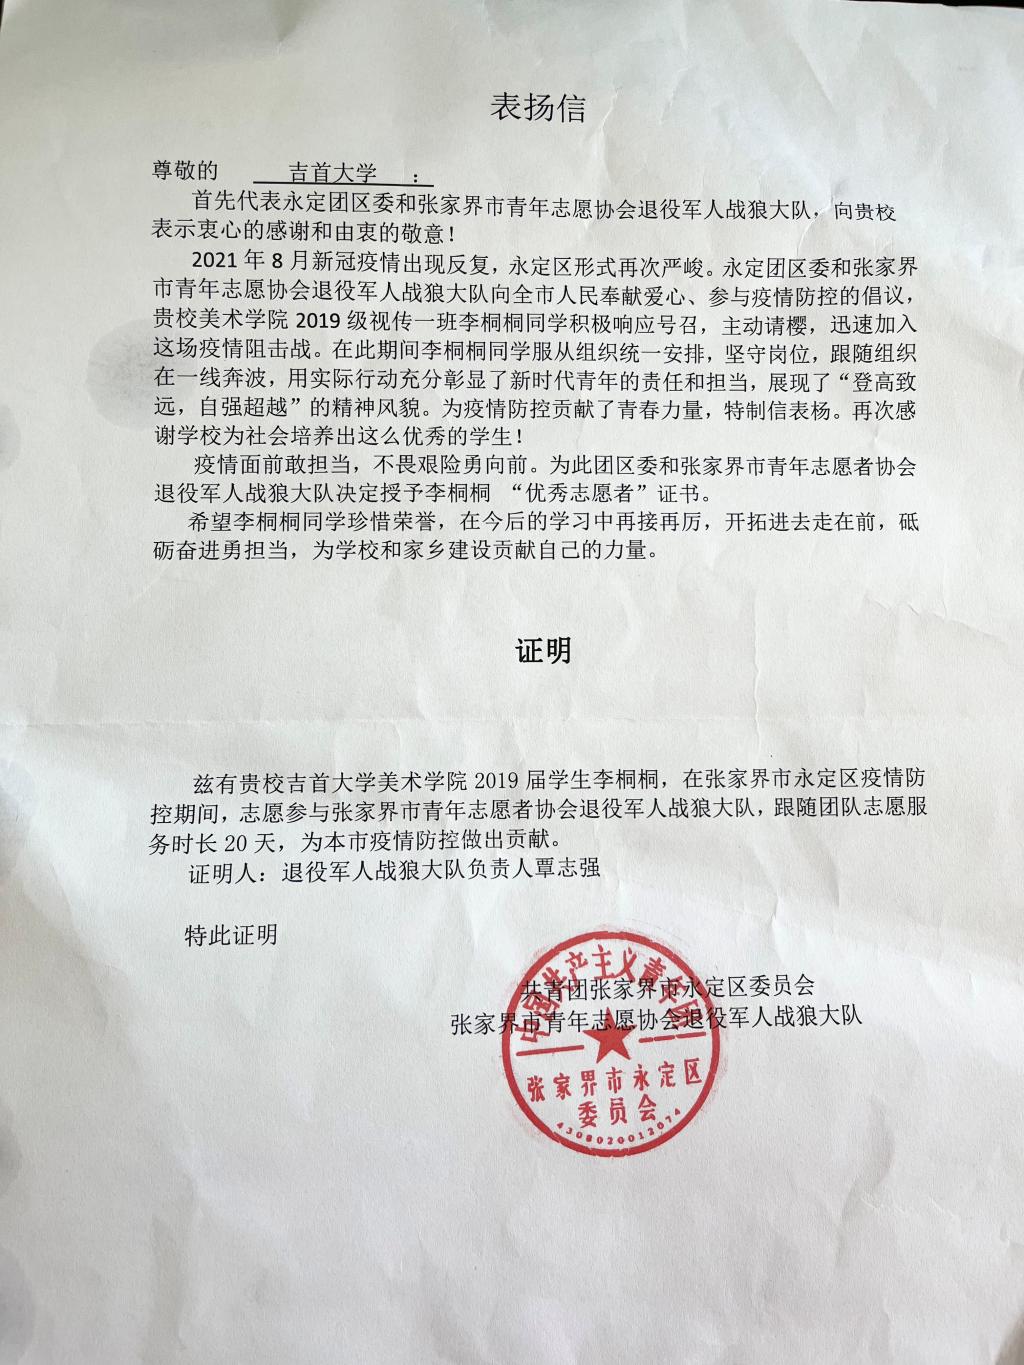 表扬信
尊敬的 吉首大学 ：
首先代表永定团区委和张家界市青年志愿协会退役军人战狼大队，向贵校
表示衷心的感谢和由衷的敬意！
2021 年 8 月新冠疫情出现反复，永定区形式再次严峻。永定团区委和张家界
市青年志愿协会退役军人战狼大队向全市人民奉献爱心、参与疫情防控的倡议，
贵校美术学院 2019 级视传一班李桐桐同学积极响应号召，主动请樱，迅速加入
这场疫情阻击战。在此期间李桐桐同学服从组织统一安排，坚守岗位，跟随组织
在一线奔波，用实际行动充分彰显了新时代青年的责任和担当，展现了“登高致
远，自强超越”的精神风貌。为疫情防控贡献了青春力量，特制信表杨。再次感
谢学校为社会培养出这么优秀的学生！
疫情面前敢担当，不畏艰险勇向前。为此团区委和张家界市青年志愿者协会
退役军人战狼大队决定授予李桐桐 “优秀志愿者”证书。
希望李桐桐同学珍惜荣誉，在今后的学习中再接再厉，开拓进去走在前，砥
砺奋进勇担当，为学校和家乡建设贡献自己的力量。
证明
兹有贵校吉首大学美术学院 2019 届学生李桐桐，在张家界市永定区疫情防
控期间，志愿参与张家界市青年志愿者协会退役军人战狼大队，跟随团队志愿服
务时长 20 天，为本市疫情防控做出贡献。
证明人：退役军人战狼大队负责人覃志强
特此证明
共青团张家界市永定区委员会
张家界市青年志愿协会退役军人战狼大队
中国共产主义青年团
张家界市永定区
委员会
4308020012074